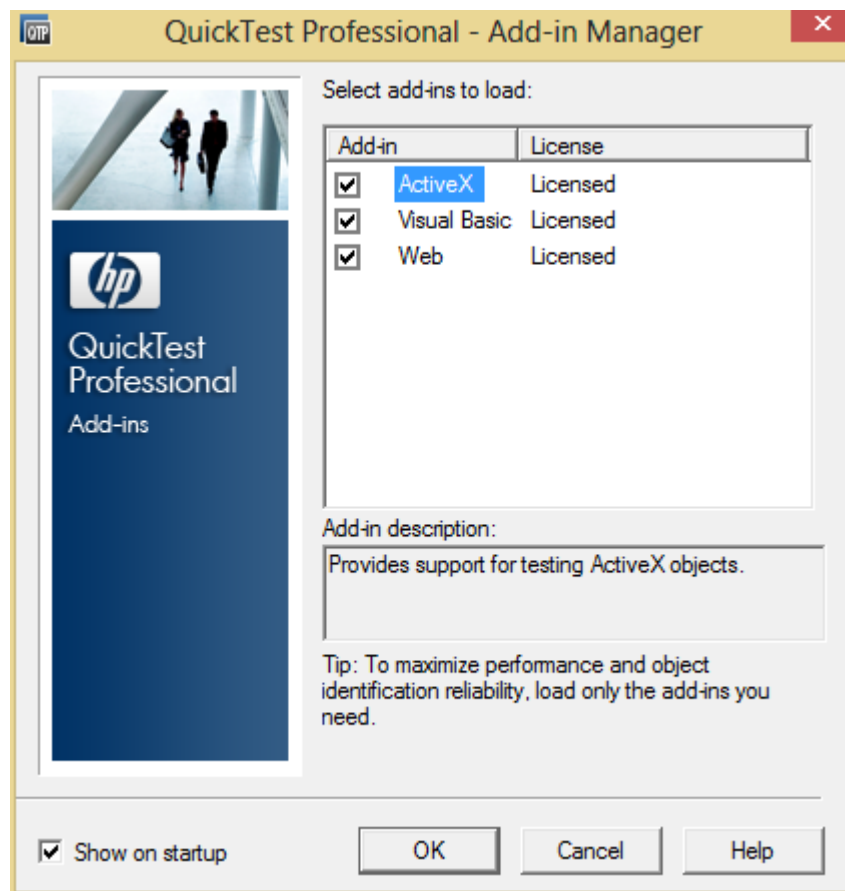 QTP
QuickTest Professional - Add-in Manager
x
hp
QuickTest
Professional
Add-ins
Select add-ins to load:
Add-in License
ActiveX Licensed
Visual Basic Licensed
Web Licensed
Add-in description:
Provides support for testing ActiveX objects.
Tip: To maximize performance and object
identification reliability, load only the add-ins you
need.
Show on startup OK Cancel Help